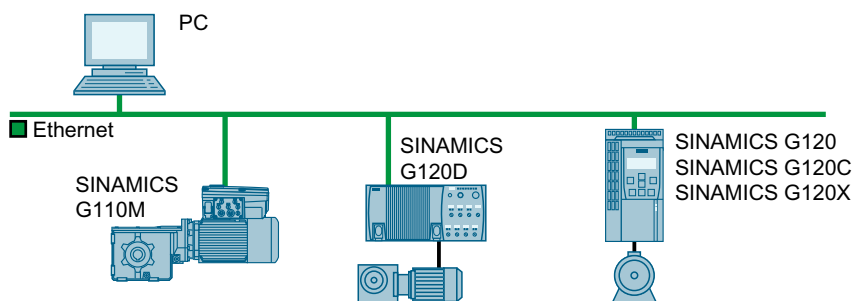 PC
Ethernet
SINAMICS
G110M
SINAMICS
G120D
SINAMICS G120
SINAMICS G120C
SINAMICS G120X